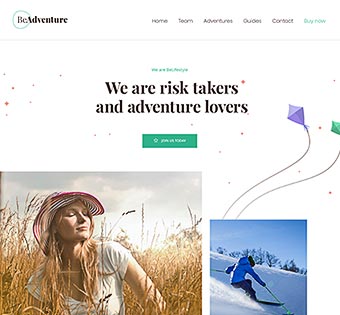 BeAdventure
Home Team Adventures Guides Contact Buy now
We are BeLifestyle
We are risk takers
and adventure lovers
JOIN US TODAY